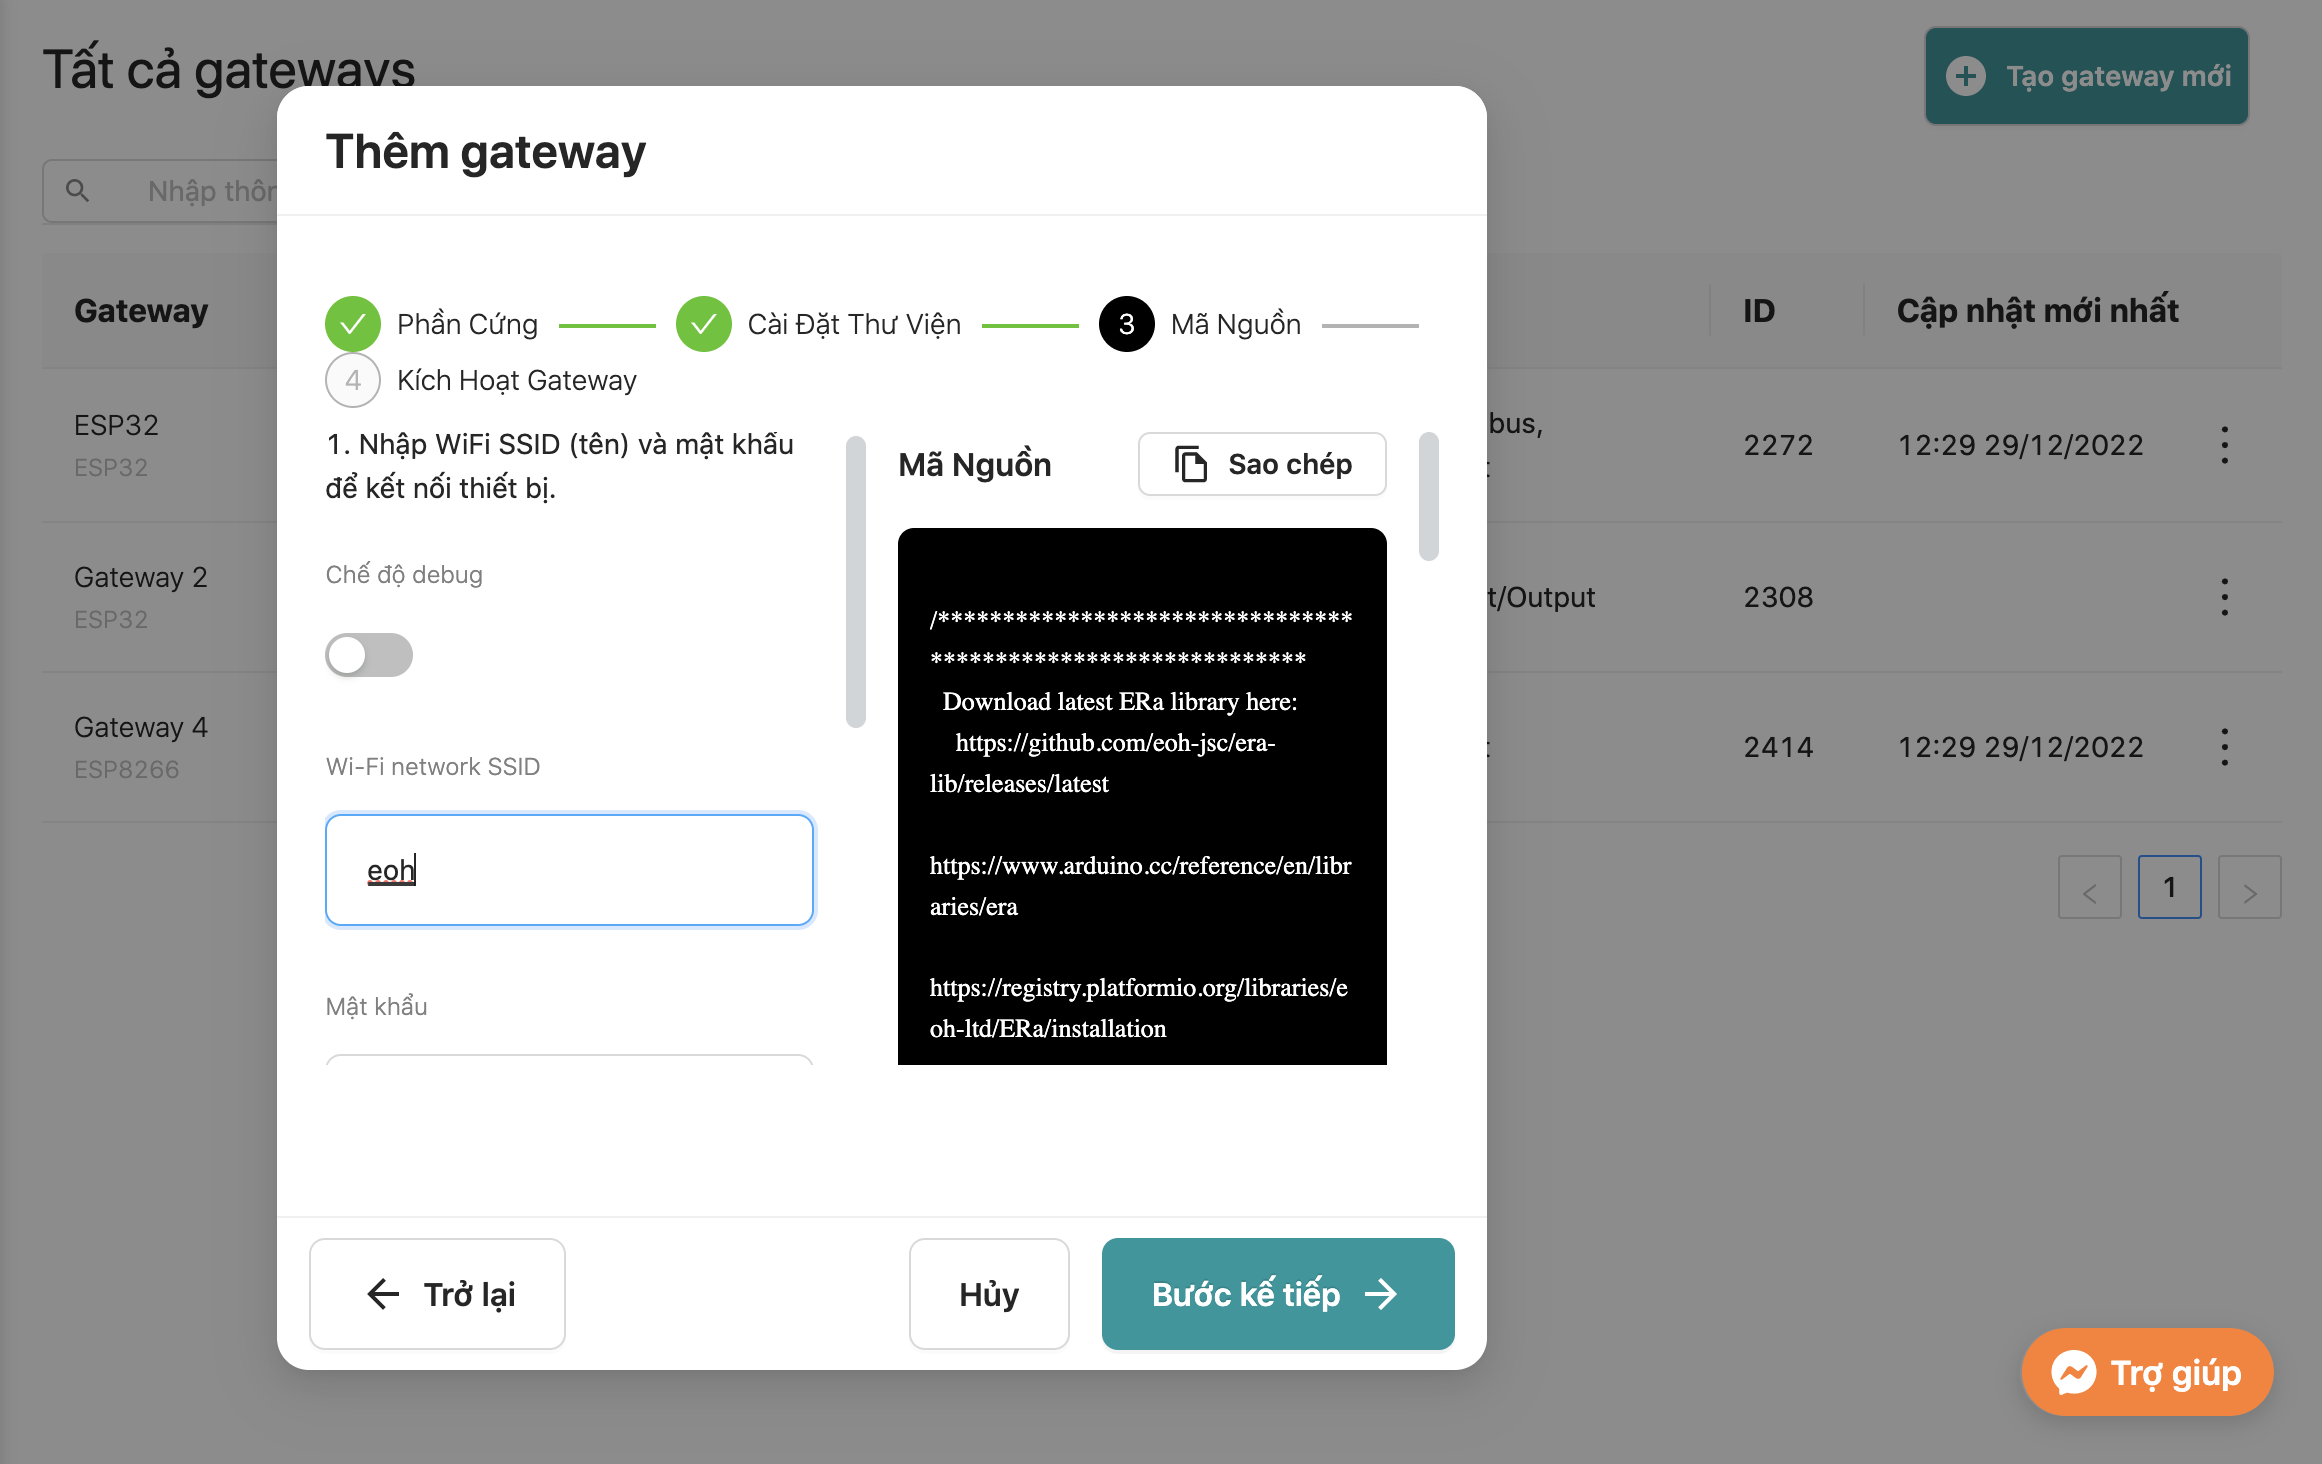 Tất cả gateways
Tạo gateway mới
Thêm gateway
Nhập
Phần Cứng
Cài Đặt Thư Viện
3
Mã Nguồn
4
Kích Hoạt Gateway
Gateway
ID
Cập nhật mới nhất
ESP32
ESP32
bus,
2272
12:29 29/12/2022
Gateway 2
ESP32
t/Output
2308
Gateway 4
ESP8266
2414
12:29 29/12/2022
1. Nhập WiFi SSID (tên) và mật khẩu
để kết nối thiết bị.
Chế độ debug
Wi-Fi network SSID
eoh
Mật khẩu
Mã Nguồn
Sao chép
/*********************************
*****************************
Download latest ERa library here:
https://github.com/eoh-jsc/era-
lib/releases/latest
https://www.arduino.cc/reference/en/libr
aries/era
https://registry.platformio.org/libraries/e
oh-ltd/ERa/installation
< 1 >
Trở lại
Hủy
Bước kế tiếp
Trợ giúp